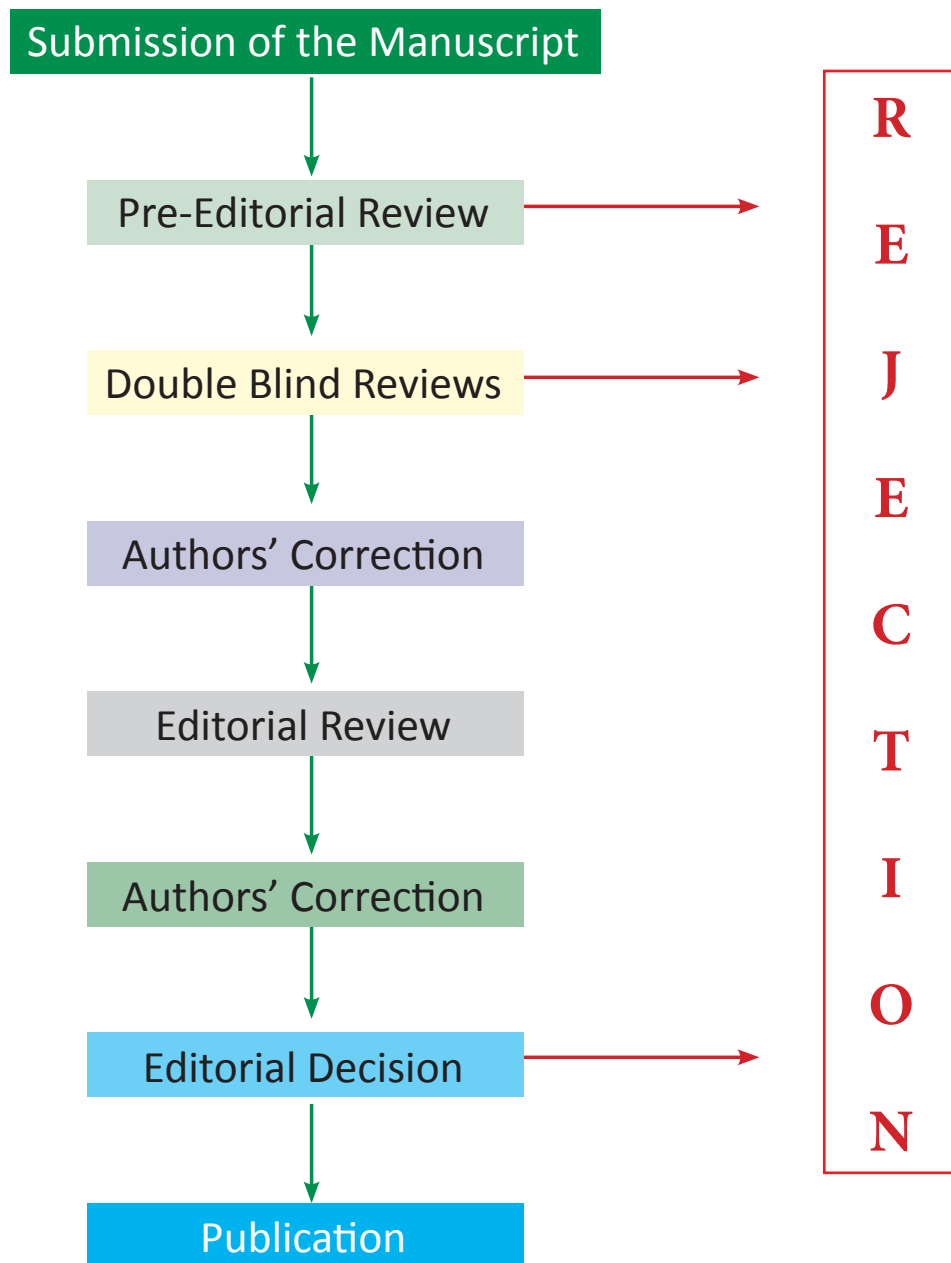 Submission of the Manuscript
Pre-Editorial Review
Double Blind Reviews
Authors’ Correction
Editorial Review
Authors’ Correction
Editorial Decision
Publication
R
E
J
E
C
T
I
O
N